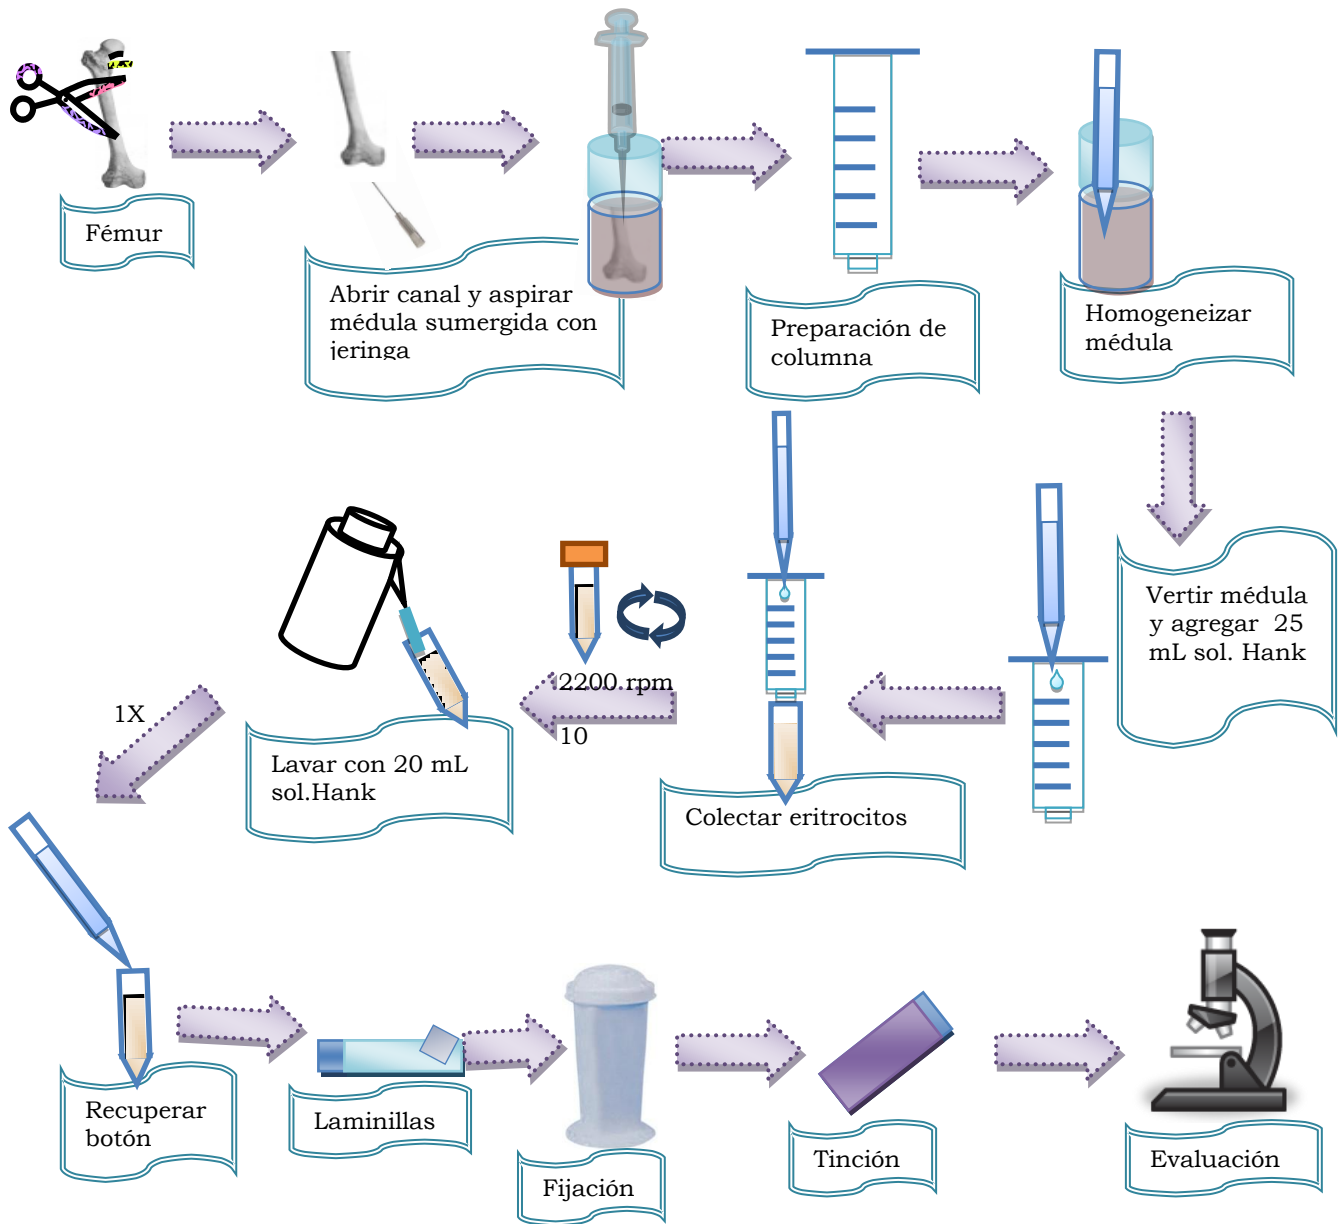 Fémur
Abrir canal y aspirar
médula sumergida con
jeringa
Preparación de
columna
Homogeneizar
médula
Vertir médula
y agregar 25
mL sol. Hank
Colectar eritrocitos
2200 rpm
10
Lavar con 20 mL
sol.Hank
1X
Recuperar
botón
Laminillas
Fijación
Tinción
Evaluación